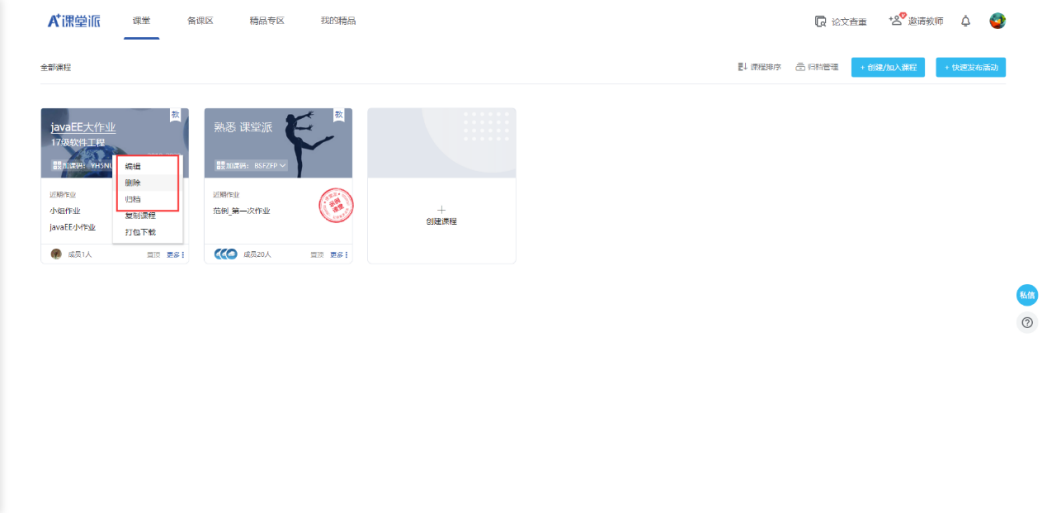 A+课堂派
课堂
备课区
精品专区
我的精品
论文查重
邀请教师
全部课程
课程排序
归档管理
+ 创建/加入课程
+ 快速发布活动
javaEE大作业
教
17级软件工程
加课码:
编辑
删除
归档
复制课程
打包下载
近期作业
小组作业
javaEE小作业
成员1人
置顶
更多
熟悉 课堂派
教
加课码:
近期作业
范例_第一次作业
成员20人
置顶
更多
+
创建课程
私信